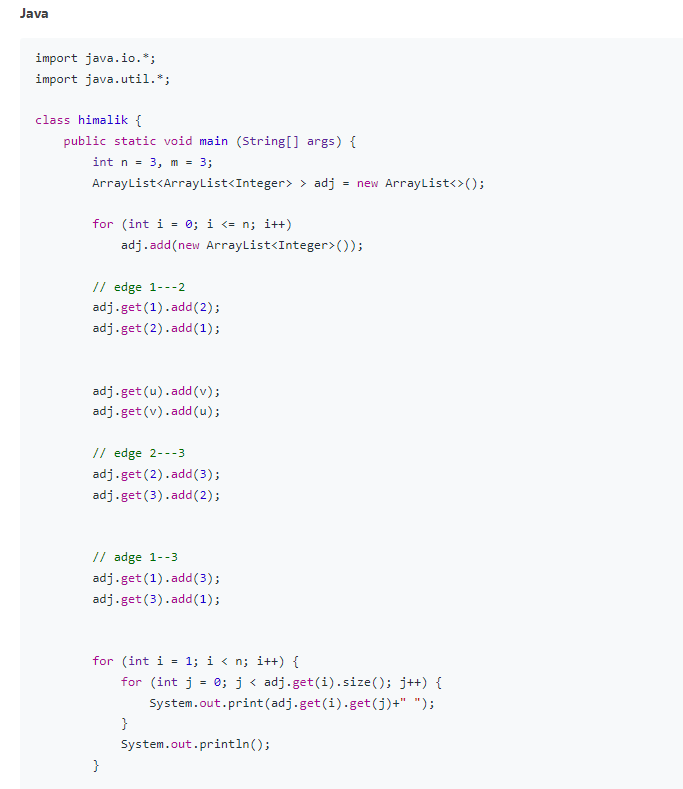 Java
import java.io.*;
import java.util.*;
class himalik {
public static void main (String[] args) {
int n = 3, m = 3;
ArrayList<ArrayList<Integer> > adj = new ArrayList<>();
for (int i = 0; i <= n; i++)
adj.add(new ArrayList<Integer>());
// edge 1---2
adj.get(1).add(2);
adj.get(2).add(1);
adj.get(u).add(v);
adj.get(v).add(u);
// edge 2---3
adj.get(2).add(3);
adj.get(3).add(2);
// adge 1--3
adj.get(1).add(3);
adj.get(3).add(1);
for (int i = 1; i < n; i++) {
for (int j = 0; j < adj.get(i).size(); j++) {
System.out.print(adj.get(i).get(j)+" ");
}
System.out.println();
}